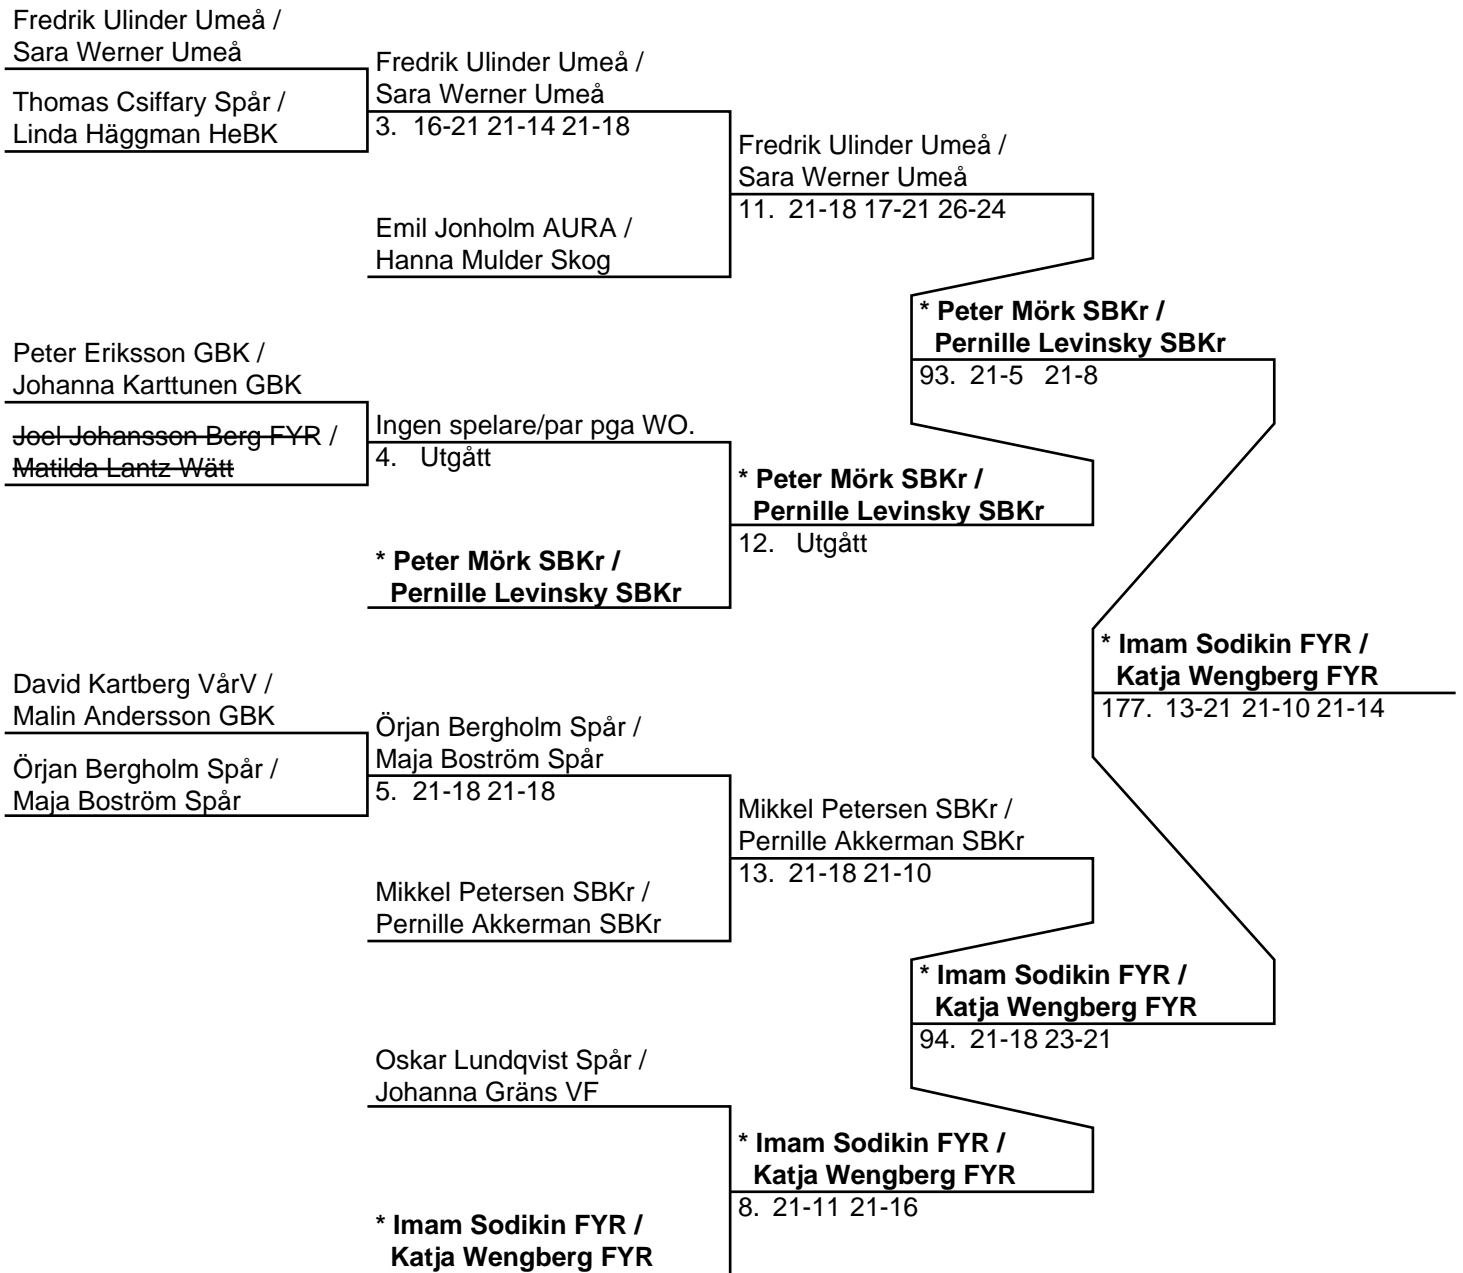 Fredrik Ulinder Umeå /
Sara Werner Umeå
Thomas Csiffary Spår /
Linda Häggman HeBK
Fredrik Ulinder Umeå /
Sara Werner Umeå
3. 16-21 21-14 21-18
Emil Jonholm AURA /
Hanna Mulder Skog
Fredrik Ulinder Umeå /
Sara Werner Umeå
11. 21-18 17-21 26-24
Peter Eriksson GBK /
Johanna Karttunen GBK
Joel Johansson Berg FYR /
Matilda Lantz Wätt
Ingen spelare/par pga WO.
4. Utgått
* Peter Mörk SBKr /
Pernille Levinsky SBKr
* Peter Mörk SBKr /
Pernille Levinsky SBKr
12. Utgått
* Peter Mörk SBKr /
Pernille Levinsky SBKr
93. 21-5 21-8
David Kartberg VårV /
Malin Andersson GBK
Örjan Bergholm Spår /
Maja Boström Spår
Örjan Bergholm Spår /
Maja Boström Spår
5. 21-18 21-18
Mikkel Petersen SBKr /
Pernille Akkerman SBKr
Mikkel Petersen SBKr /
Pernille Akkerman SBKr
13. 21-18 21-10
Oskar Lundqvist Spår /
Johanna Gräns VF
* Imam Sodikin FYR /
Katja Wengberg FYR
* Imam Sodikin FYR /
Katja Wengberg FYR
8. 21-11 21-16
* Imam Sodikin FYR /
Katja Wengberg FYR
94. 21-18 23-21
* Imam Sodikin FYR /
Katja Wengberg FYR
177. 13-21 21-10 21-14